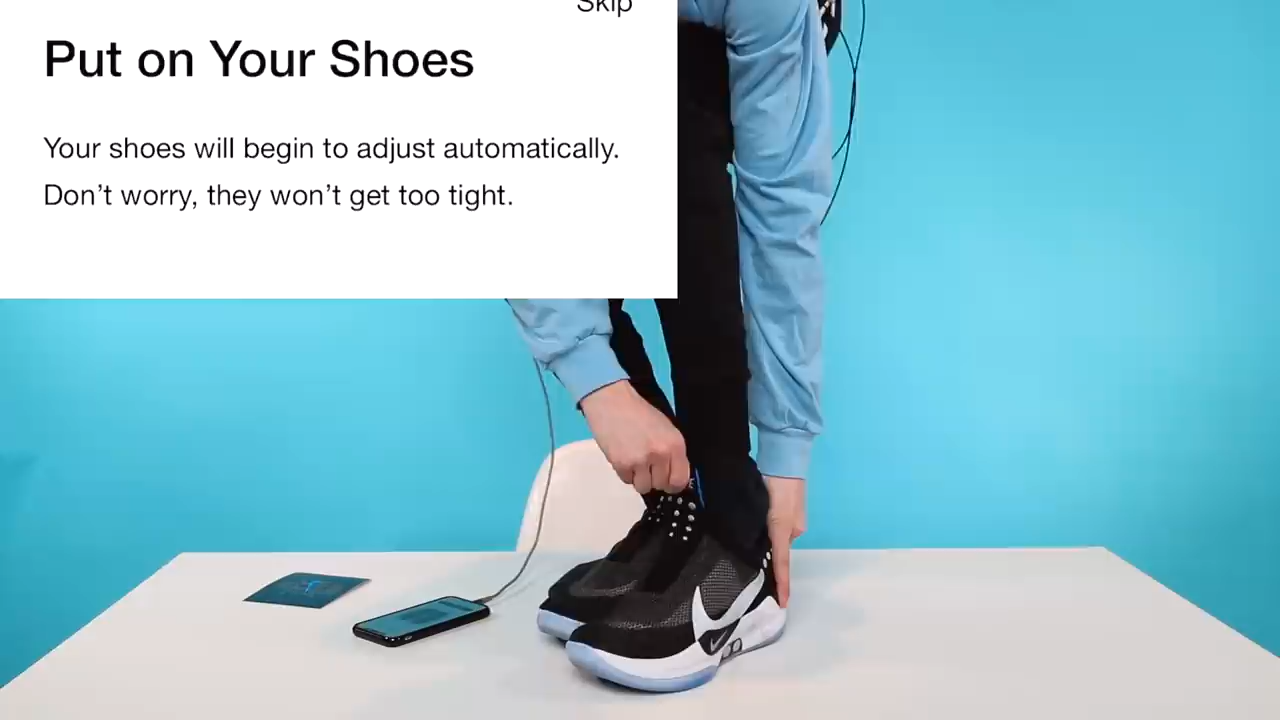 Skip
Put on Your Shoes
Your shoes will begin to adjust automatically.
Don’t worry, they won’t get too tight.